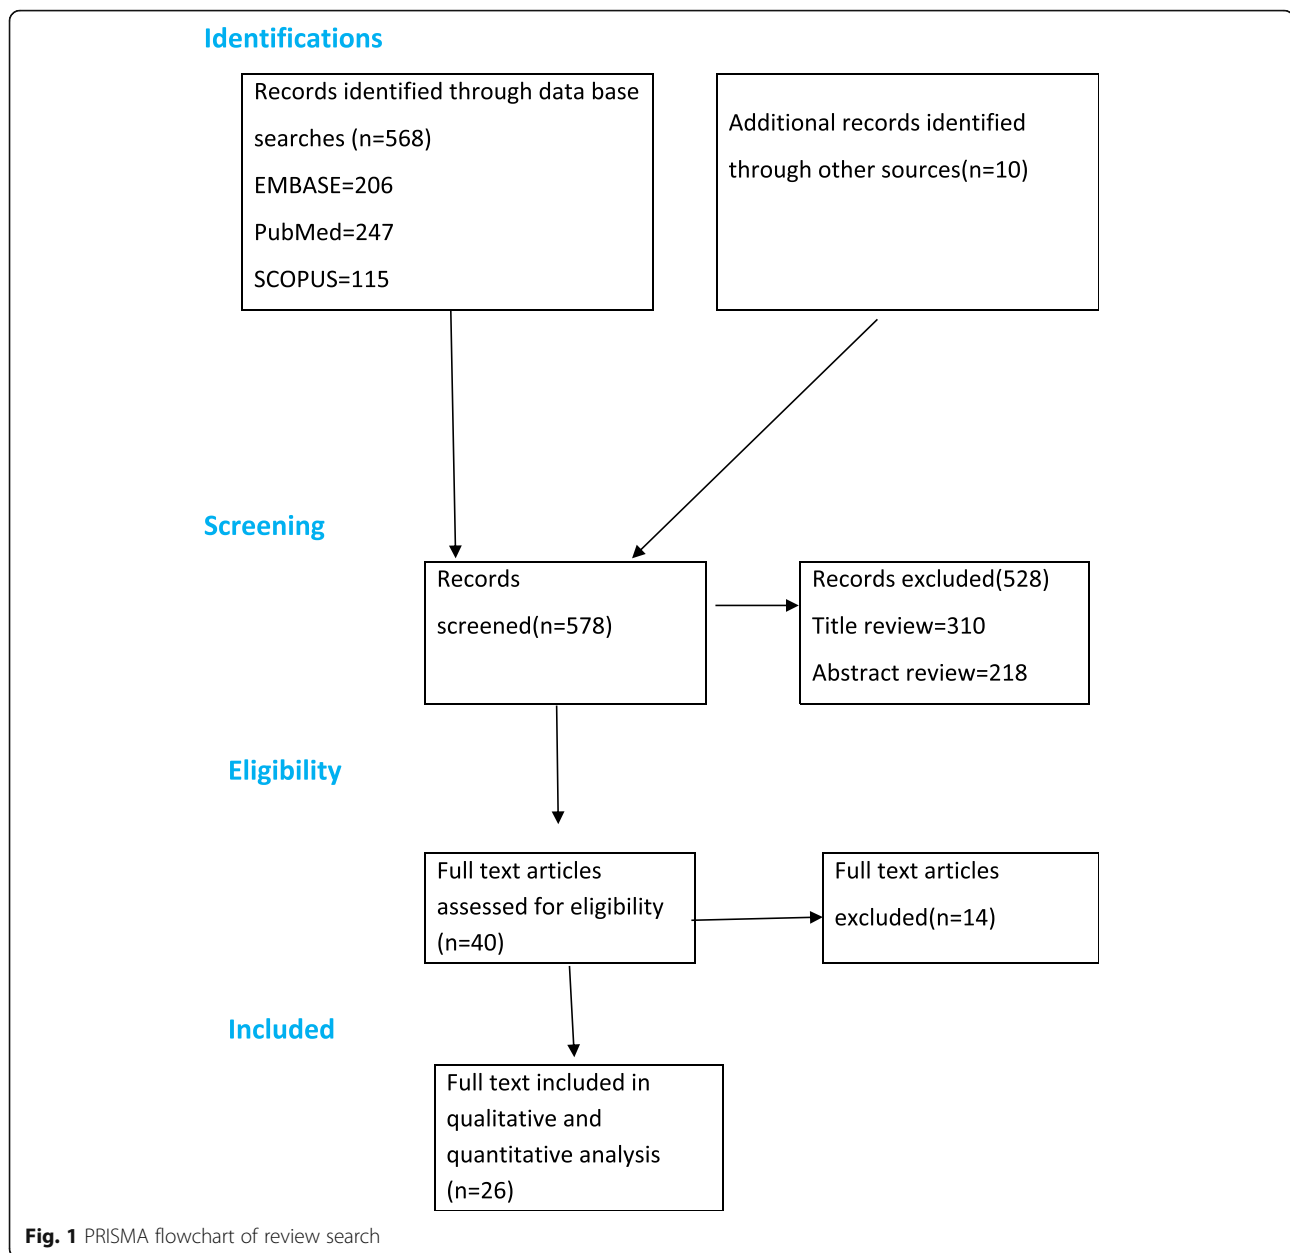 Identifications
Records identified through data base
searches (n=568)
EMBASE=206
PubMed=247
SCOPUS=115
Additional records identified
through other sources(n=10)
Screening
Records
screened(n=578)
Records excluded(528)
Title review=310
Abstract review=218
Eligibility
Full text articles
assessed for eligibility
(n=40)
Full text articles
excluded(n=14)
Included
Full text included in
qualitative and
quantitative analysis
(n=26)
Fig. 1 PRISMA flowchart of review search